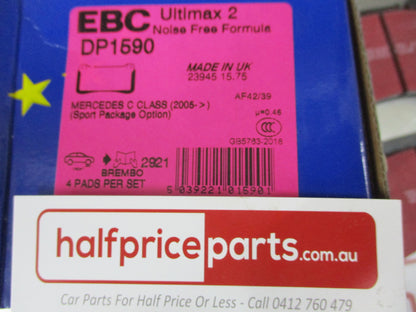 EBC Ultimax 2
Noise Free Formula
DP1590
MADE IN UK
23945 15.75
MERCEDES C CLASS (2005->)
(Sport Package Option)
AF42/39
μ=0.46
CCC
GB5763-2018
2921
BREMBO
4 PADS PER SET
5 039221 015901
halfpriceparts.com.au
Car Parts For Half Price Or Less - Call 0412 760 479